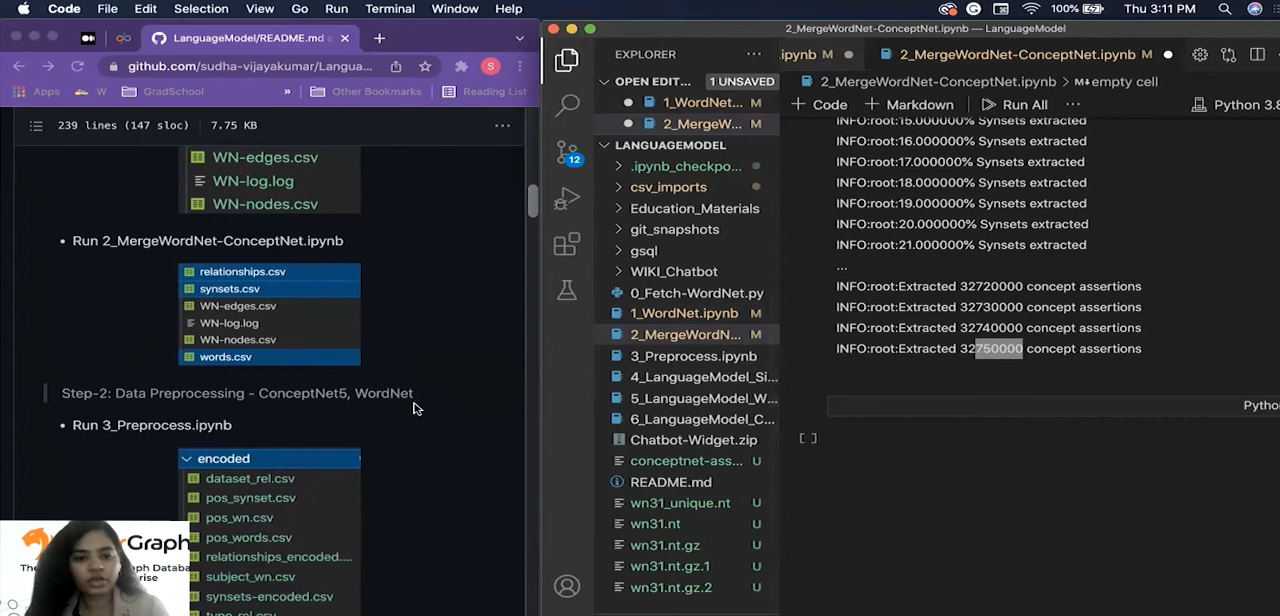 Code File Edit Selection View Go Run Terminal Window Help 100% Thu 3:11 PM
LanguageModel/README.md
github.com/sudha-vijayakumar/Langua...
Apps W GradSchool » Other Bookmarks Reading List
239 lines (147 sloc) 7.75 KB
WN-edges.csv
WN-log.log
WN-nodes.csv
• Run 2_MergeWordNet-ConceptNet.ipynb
relationships.csv
synsets.csv
WN-edges.csv
WN-log.log
WN-nodes.csv
words.csv
Step-2: Data Preprocessing - ConceptNet5, WordNet
• Run 3_Preprocess.ipynb
encoded
dataset_rel.csv
pos_synset.csv
pos_wn.csv
pos_words.csv
relationships_encoded....
subject_wn.csv
synsets-encoded.csv
type_rel.csv
2_MergeWordNet-ConceptNet.ipynb — LanguageModel
EXPLORER
OPEN EDIT... 1 UNSAVED
1_WordNet... M
2_MergeW... M
LANGUAGEMODEL
.ipynb_checkpo...
csv_imports
Education_Materials
git_snapshots
gsql
WIKI_Chatbot
0_Fetch-WordNet.py
1_WordNet.ipynb M
2_MergeWordN... M
3_Preprocess.ipynb
4_LanguageModel_Si...
5_LanguageModel_W...
6_LanguageModel_C...
Chatbot-Widget.zip
conceptnet-ass... U
README.md
wn31_unique.nt U
wn31.nt U
wn31.nt.gz U
wn31.nt.gz.1 U
wn31.nt.gz.2 U
12
.ipynb M 2_MergeWordNet-ConceptNet.ipynb M
2_MergeWordNet-ConceptNet.ipynb > M↓ empty cell
+ Code + Markdown Run All ... Python 3.8
INFO:root:15.000000% Synsets extracted
INFO:root:16.000000% Synsets extracted
INFO:root:17.000000% Synsets extracted
INFO:root:18.000000% Synsets extracted
INFO:root:19.000000% Synsets extracted
INFO:root:20.000000% Synsets extracted
INFO:root:21.000000% Synsets extracted
...
INFO:root:Extracted 32720000 concept assertions
INFO:root:Extracted 32730000 concept assertions
INFO:root:Extracted 32740000 concept assertions
INFO:root:Extracted 32750000 concept assertions
Pytho
[ ]